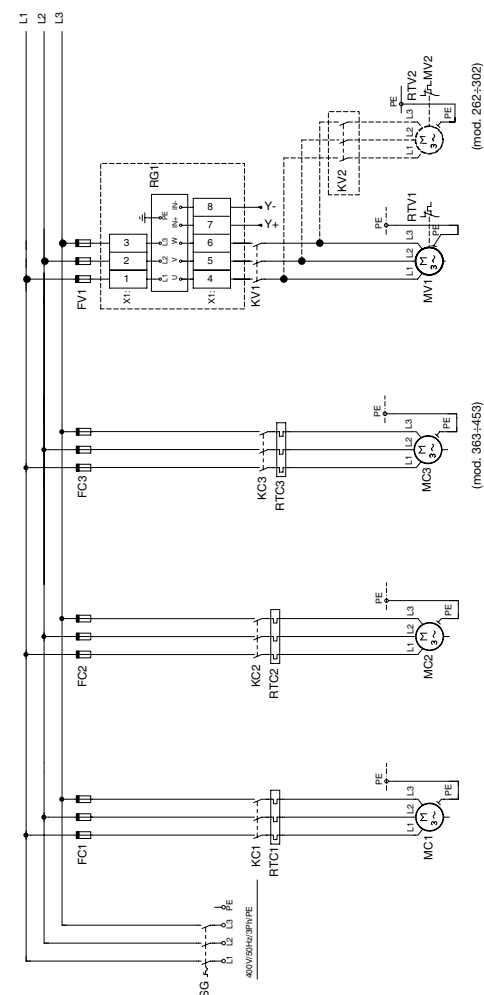 L1
L2
L3
RG1
FV1
3
2
1
X1:
L3
L2
L1
PE
IN+
IN-
W
V
U
X1:
8
7
6
5
4
Y-
Y+
KV1
KV2
PE
RTV2
MV2
L3
L2
L1
M
3~
PE
(mod. 262÷302)
PE
RTV1
L3
L2
L1
M
3~
PE
MV1
FC3
KC3
RTC3
PE
L3
L2
L1
M
3~
PE
MC3
(mod. 363÷453)
FC2
KC2
RTC2
PE
L3
L2
L1
M
3~
PE
MC2
FC1
KC1
RTC1
PE
L3
L2
L1
M
3~
PE
MC1
SG
L1
L2
L3
PE
400V/50Hz/3Ph/PE